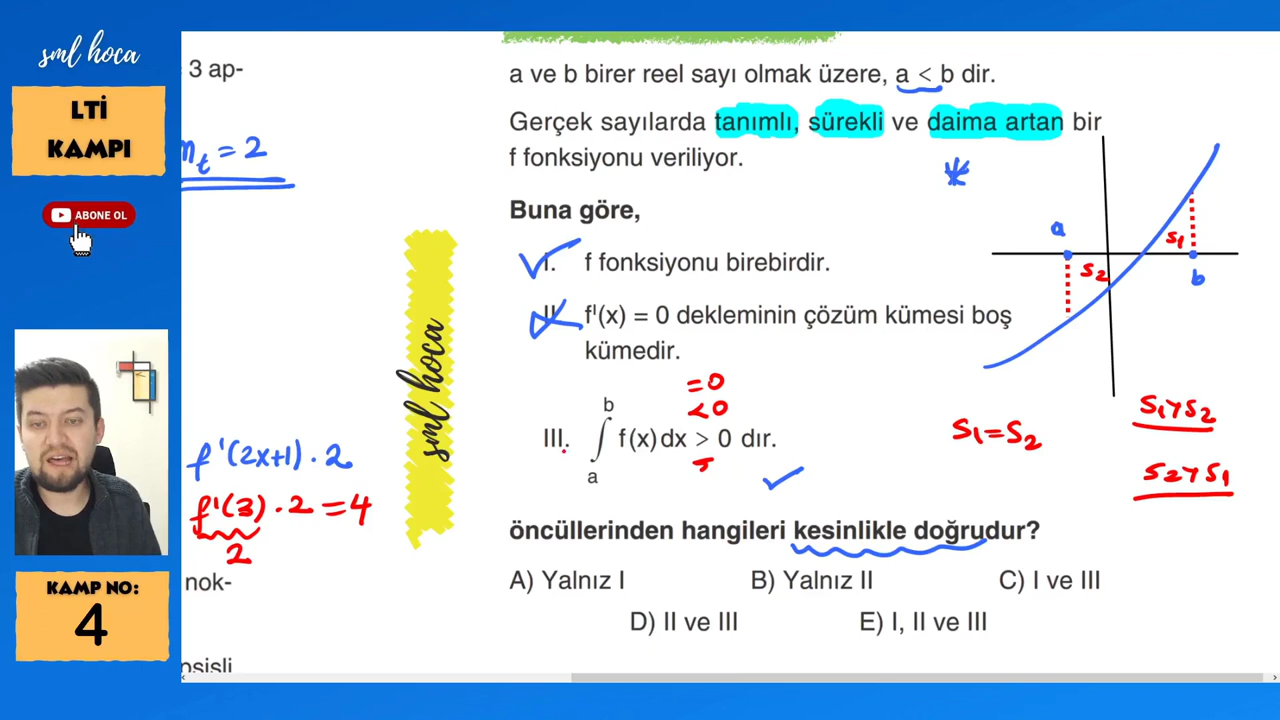 sml hoca
LTİ
KAMPI
ABONE OL
KAMP NO:
4
3 ap-
m_t = 2
f'(2x+1) . 2
f'(3) . 2 = 4
2
nok-
sml hoca
a ve b birer reel sayı olmak üzere, a < b dir.
Gerçek sayılarda tanımlı, sürekli ve daima artan bir
f fonksiyonu veriliyor.
Buna göre,
I. f fonksiyonu birebirdir.
II. f'(x) = 0 dekleminin çözüm kümesi boş
kümedir.
= 0
< 0
III. ∫_a^b f(x) dx > 0 dır.
öncüllerinden hangileri kesinlikle doğrudur?
A) Yalnız I B) Yalnız II C) I ve III
D) II ve III E) I, II ve III
a
S1
S2
b
S1>S2
S1=S2
S2>S1